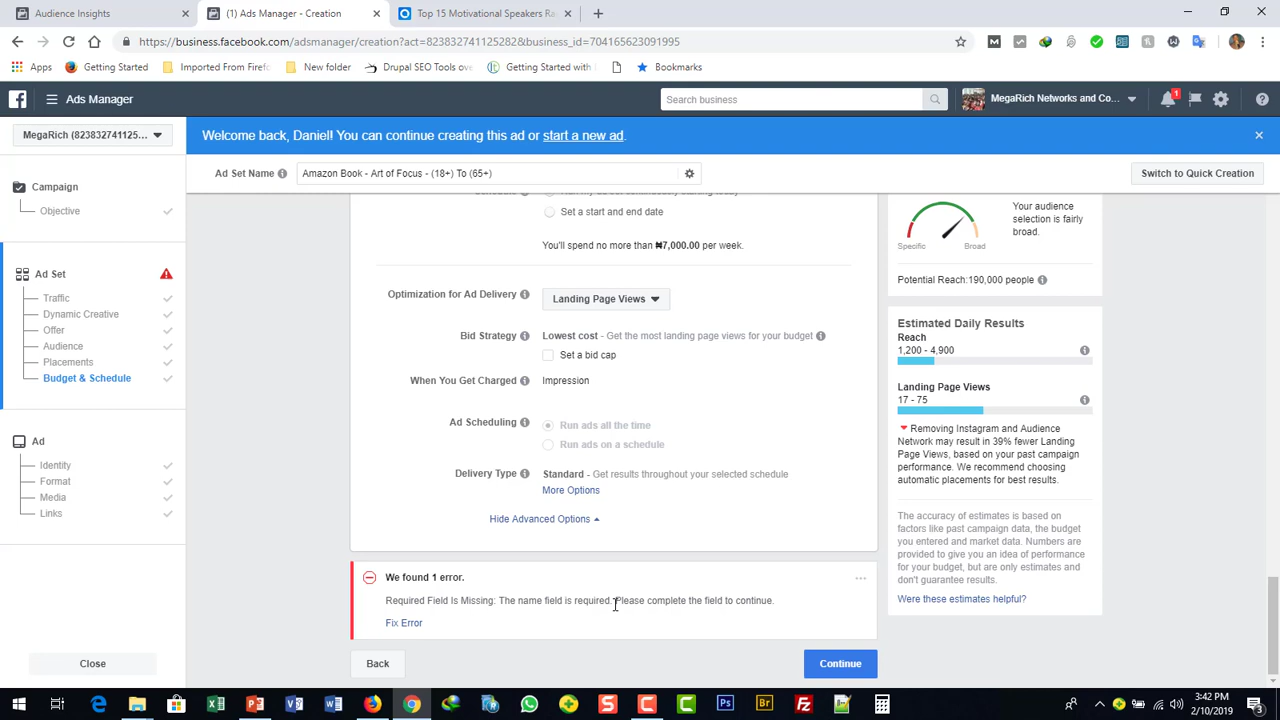 Audience Insights
(1) Ads Manager - Creation
Top 15 Motivational Speakers Ra
https://business.facebook.com/adsmanager/creation?act=823832741125282&business_id=704165623091995
Apps
Getting Started
Imported From Firefo
New folder
Drupal SEO Tools ove
Getting Started with
Bookmarks
Ads Manager
Search business
MegaRich Networks and Co...
1
MegaRich (823832741125...
Welcome back, Daniel! You can continue creating this ad or start a new ad.
Ad Set Name
Amazon Book - Art of Focus - (18+) To (65+)
Switch to Quick Creation
Campaign
Objective
Ad Set
Traffic
Dynamic Creative
Offer
Audience
Placements
Budget & Schedule
Ad
Identity
Format
Media
Links
Close
Set a start and end date
You'll spend no more than ₦7,000.00 per week.
Optimization for Ad Delivery
Landing Page Views
Bid Strategy
Lowest cost - Get the most landing page views for your budget
Set a bid cap
When You Get Charged
Impression
Ad Scheduling
Run ads all the time
Run ads on a schedule
Delivery Type
Standard - Get results throughout your selected schedule
More Options
Hide Advanced Options
We found 1 error.
Required Field Is Missing: The name field is required. Please complete the field to continue.
Fix Error
Back
Continue
Specific
Broad
Your audience
selection is fairly
broad.
Potential Reach:190,000 people
Estimated Daily Results
Reach
1,200 - 4,900
Landing Page Views
17 - 75
Removing Instagram and Audience
Network may result in 39% fewer Landing
Page Views, based on your past campaign
performance. We recommend choosing
automatic placements for best results.
The accuracy of estimates is based on
factors like past campaign data, the budget
you entered and market data. Numbers are
provided to give you an idea of performance
for your budget, but are only estimates and
don't guarantee results.
Were these estimates helpful?
3:42 PM
2/10/2019